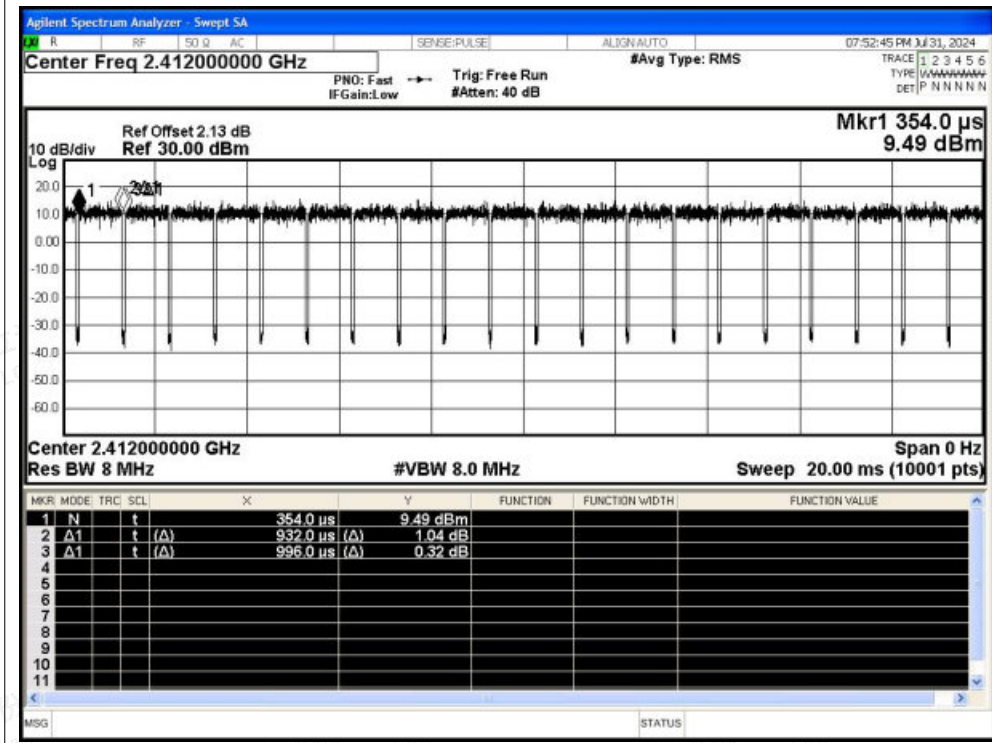 Agilent Spectrum Analyzer - Swept SA
R RF 50 Ω AC SENSE:PULSE ALIGN AUTO 07:52:45 PM Jul 31, 2024
Center Freq 2.412000000 GHz #Avg Type: RMS TRACE 1 2 3 4 5 6
PNO: Fast Trig: Free Run TYPE
IFGain:Low #Atten: 40 dB DET P N N N N N
Mkr1 354.0 µs
9.49 dBm
Ref Offset 2.13 dB
10 dB/div Ref 30.00 dBm
Log
20.0
1
10.0
0.00
-10.0
-20.0
-30.0
-40.0
-50.0
-60.0
Center 2.412000000 GHz Span 0 Hz
Res BW 8 MHz #VBW 8.0 MHz Sweep 20.00 ms (10001 pts)
MKR MODE TRC SCL X Y FUNCTION FUNCTION WIDTH FUNCTION VALUE
1 N t 354.0 µs 9.49 dBm
2 Δ1 t (Δ) 932.0 µs (Δ) 1.04 dB
3 Δ1 t (Δ) 996.0 µs (Δ) 0.32 dB
4
5
6
7
8
9
10
11
MSG STATUS